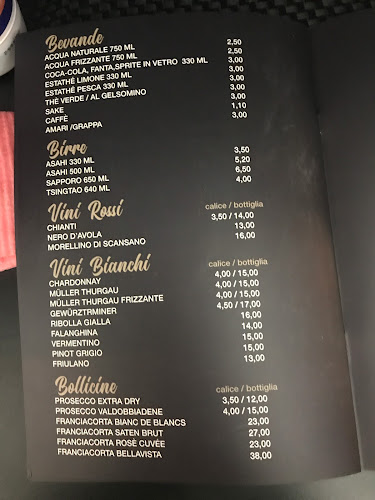 Bevande
ACQUA NATURALE 750 ML 2,50
ACQUA FRIZZANTE 750 ML 2,50
COCA-COLA, FANTA,SPRITE IN VETRO 330 ML 3,00
ESTATHÈ LIMONE 330 ML 3,00
ESTATHÈ PESCA 330 ML 3,00
THÈ VERDE / AL GELSOMINO 3,00
SAKE 3,00
CAFFÈ 1,10
AMARI /GRAPPA 3,00
Birre
ASAHI 330 ML 3,50
ASAHI 500 ML 5,20
SAPPORO 650 ML 6,50
TSINGTAO 640 ML 4,00
Vini Rossi calice / bottiglia
CHIANTI 3,50 / 14,00
NERO D'AVOLA 13,00
MORELLINO DI SCANSANO 16,00
Vini Bianchi calice / bottiglia
CHARDONNAY 4,00 / 15,00
MÜLLER THURGAU 4,00 / 15,00
MÜLLER THURGAU FRIZZANTE 4,00 / 15,00
GEWÜRZTRMINER 4,50 / 17,00
RIBOLLA GIALLA 16,00
FALANGHINA 14,00
VERMENTINO 15,00
PINOT GRIGIO 15,00
FRIULANO 13,00
Bollicine calice / bottiglia
PROSECCO EXTRA DRY 3,50 / 12,00
PROSECCO VALDOBBIADENE 4,00 / 15,00
FRANCIACORTA BIANC DE BLANCS 23,00
FRANCIACORTA SATEN BRUT 27,00
FRANCIACORTA ROSÈ CUVÉE 23,00
FRANCIACORTA BELLAVISTA 38,00